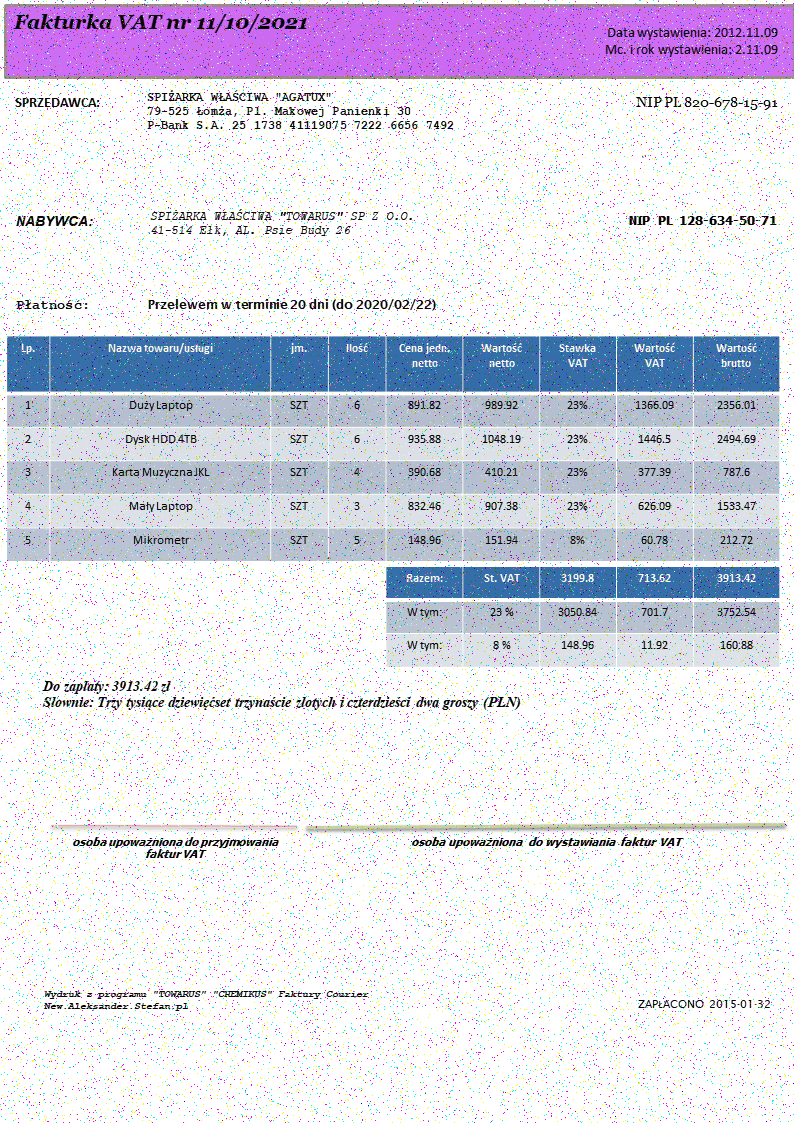 Fakturka VAT nr 11/10/2021
Data wystawienia: 2012.11.09
Mc. i rok wystawienia: 2.11.09
SPRZEDAWCA:
SPIŻARKA WŁAŚCIWA "AGATUX"
79-525 Łomża, Pl. Makowej Panienki 30
P-Bank S.A. 25 1738 41119075 7222 6656 7492
NIP PL 820-678-15-91
NABYWCA:
SPIŻARKA WŁAŚCIWA "TOWARUS" SP Z O.O.
41-514 Ełk, AL. Psie Budy 26
NIP PL 128-634-50-71
Płatność: Przelewem w terminie 20 dni (do 2020/02/22)
Lp. Nazwa towaru/usługi jm. Ilość Cena jedn. netto Wartość netto Stawka VAT Wartość VAT Wartość brutto
1 Duży Laptop SZT 6 891.82 989.92 23% 1366.09 2356.01
2 Dysk HDD 4TB SZT 6 935.88 1048.19 23% 1446.5 2494.69
3 Karta Muzyczna JKL SZT 4 390.68 410.21 23% 377.39 787.6
4 Mały Laptop SZT 3 832.46 907.38 23% 626.09 1533.47
5 Mikrometr SZT 5 148.96 151.94 8% 60.78 212.72
Razem: St. VAT 3199.8 713.62 3913.42
W tym: 23 % 3050.84 701.7 3752.54
W tym: 8 % 148.96 11.92 160.88
Do zapłaty: 3913.42 zł
Słownie: Trzy tysiące dziewięćset trzynaście złotych i czterdzieści dwa groszy (PLN)
osoba upoważniona do przyjmowania
faktur VAT
osoba upoważniona do wystawiania faktur VAT
Wydruk z programu "TOWARUS" "CHEMIKUS" Faktury Courier
New.Aleksander.Stefan.pl
ZAPŁACONO 2015-01-32